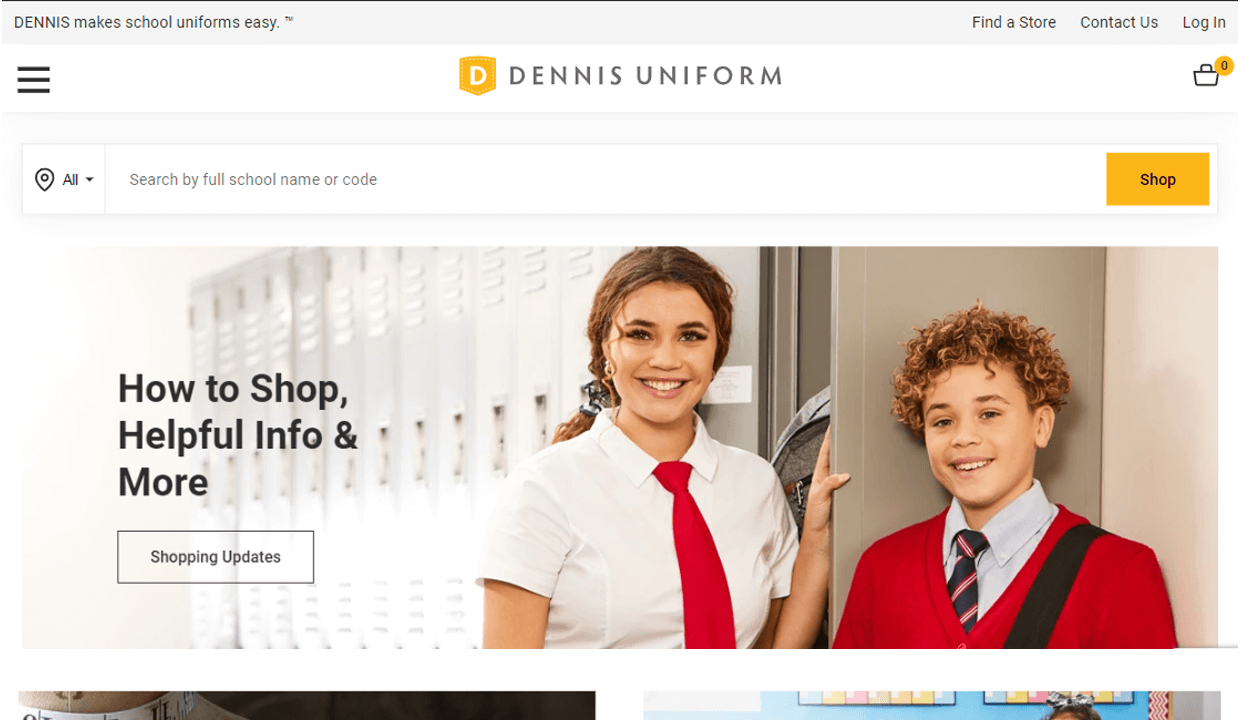 DENNIS makes school uniforms easy. ™
Find a Store Contact Us Log In
D DENNIS UNIFORM
0
All Search by full school name or code Shop
How to Shop,
Helpful Info &
More
Shopping Updates